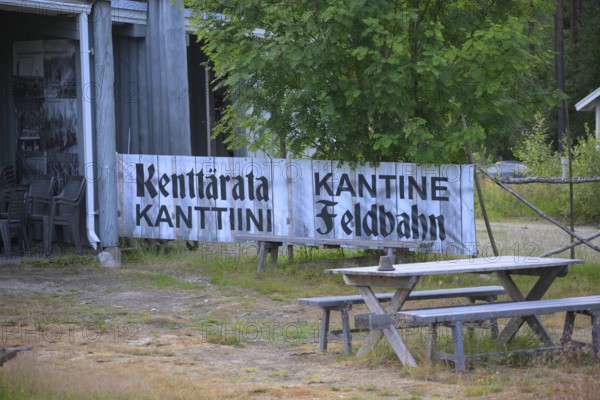 Kenttärata
KANTTIINI
KANTINE
Feldbahn